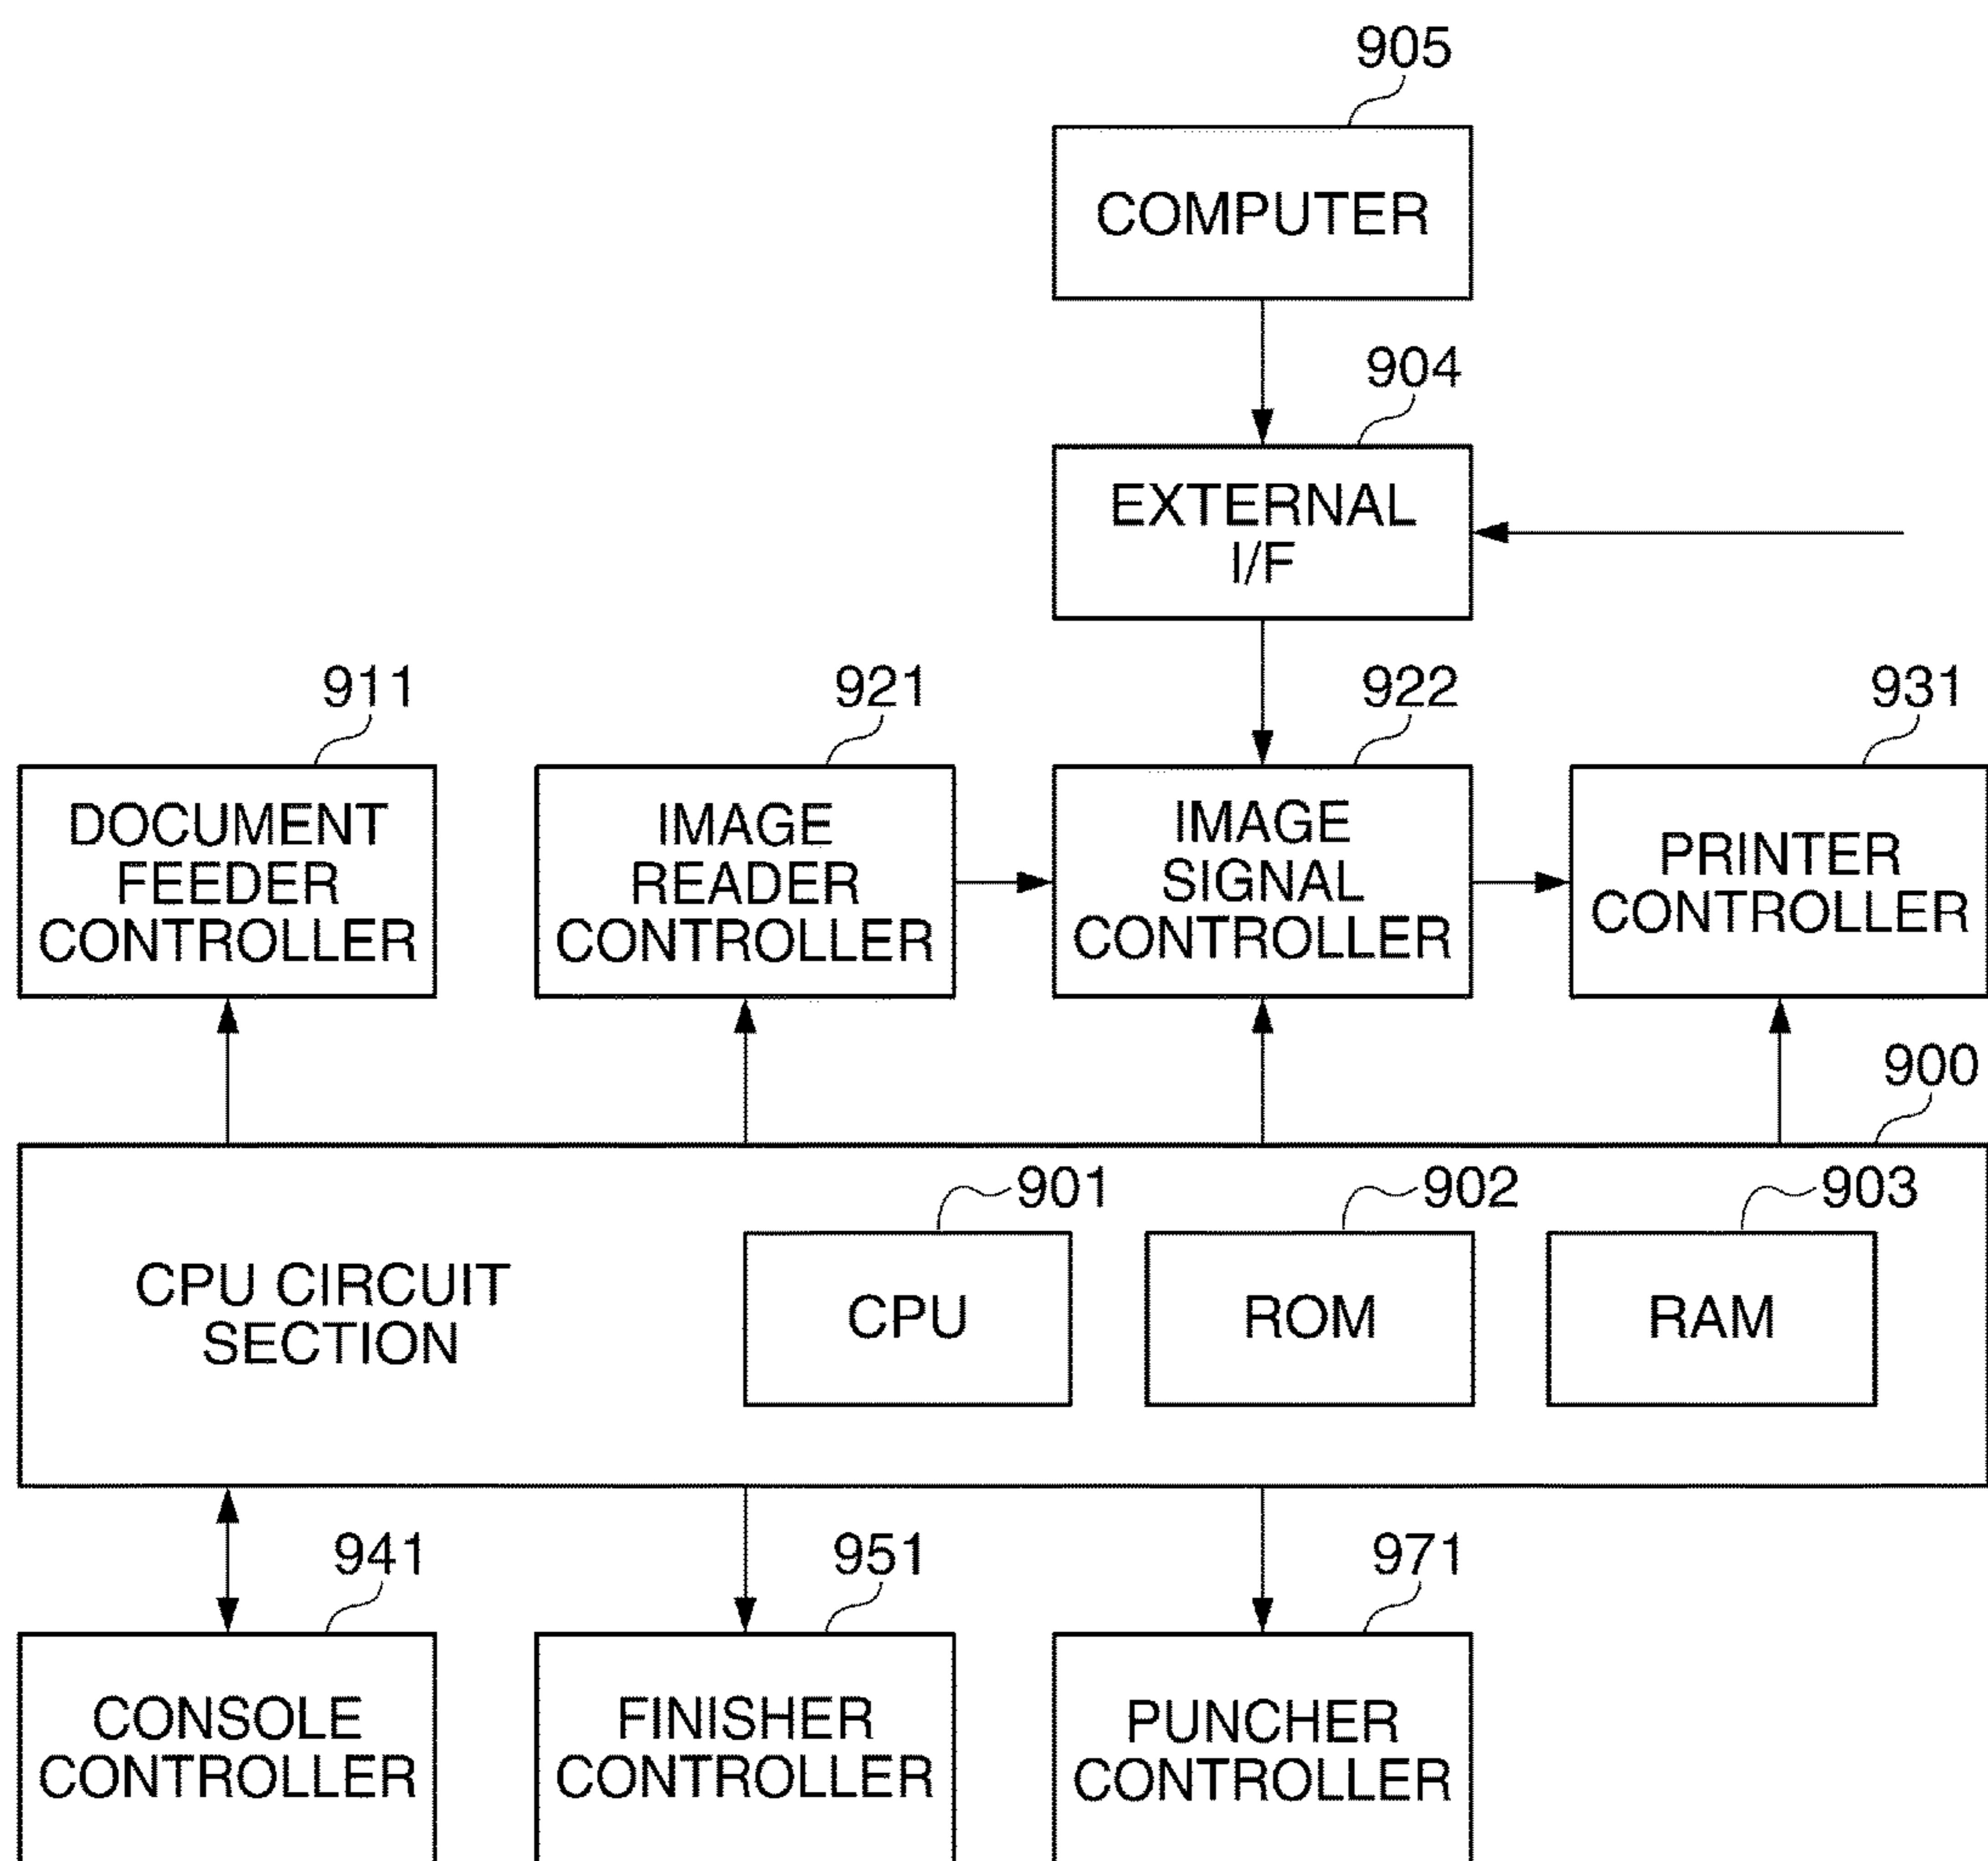 905
COMPUTER
904
EXTERNAL
I/F
911
921
922
931
DOCUMENT
FEEDER
CONTROLLER
IMAGE
READER
CONTROLLER
IMAGE
SIGNAL
CONTROLLER
PRINTER
CONTROLLER
900
901
902
903
CPU CIRCUIT
SECTION
CPU
ROM
RAM
941
951
971
CONSOLE
CONTROLLER
FINISHER
CONTROLLER
PUNCHER
CONTROLLER